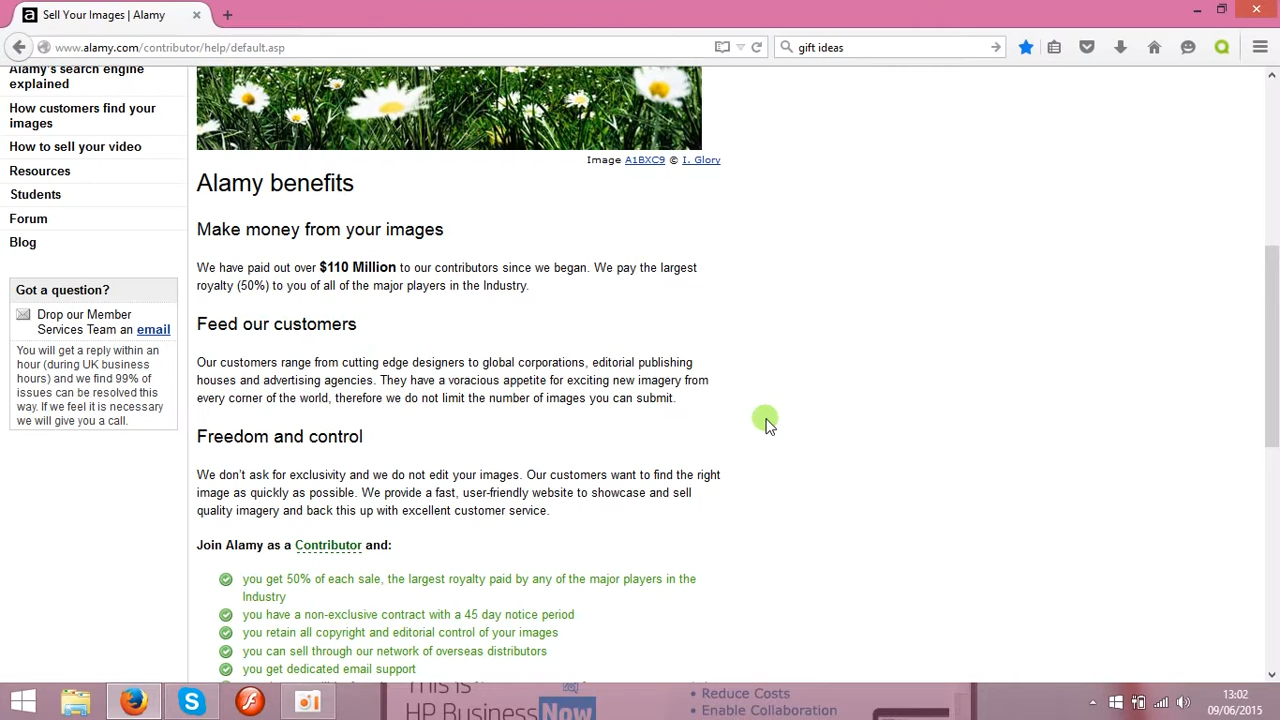 Sell Your Images | Alamy
www.alamy.com/contributor/help/default.asp
gift ideas
Alamy's search engine
explained
How customers find your
images
How to sell your video
Resources
Students
Forum
Blog
Got a question?
Drop our Member
Services Team an email
You will get a reply within an
hour (during UK business
hours) and we find 99% of
issues can be resolved this
way. If we feel it is necessary
we will give you a call.
Image A1BXC9 © I. Glory
Alamy benefits
Make money from your images
We have paid out over $110 Million to our contributors since we began. We pay the largest
royalty (50%) to you of all of the major players in the Industry.
Feed our customers
Our customers range from cutting edge designers to global corporations, editorial publishing
houses and advertising agencies. They have a voracious appetite for exciting new imagery from
every corner of the world, therefore we do not limit the number of images you can submit.
Freedom and control
We don't ask for exclusivity and we do not edit your images. Our customers want to find the right
image as quickly as possible. We provide a fast, user-friendly website to showcase and sell
quality imagery and back this up with excellent customer service.
Join Alamy as a Contributor and:
you get 50% of each sale, the largest royalty paid by any of the major players in the
Industry
you have a non-exclusive contract with a 45 day notice period
you retain all copyright and editorial control of your images
you can sell through our network of overseas distributors
you get dedicated email support
This is
HP BusinessNow
Reduce Costs
Enable Collaboration
13:02
09/06/2015